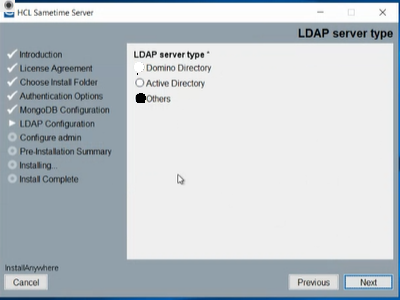 HCL Sametime Server
LDAP server type
Introduction
License Agreement
Choose Install Folder
Authentication Options
MongoDB Configuration
LDAP Configuration
Configure admin
Pre-Installation Summary
Installing...
Install Complete
LDAP server type *
Domino Directory
Active Directory
Others
InstallAnywhere
Cancel
Previous
Next